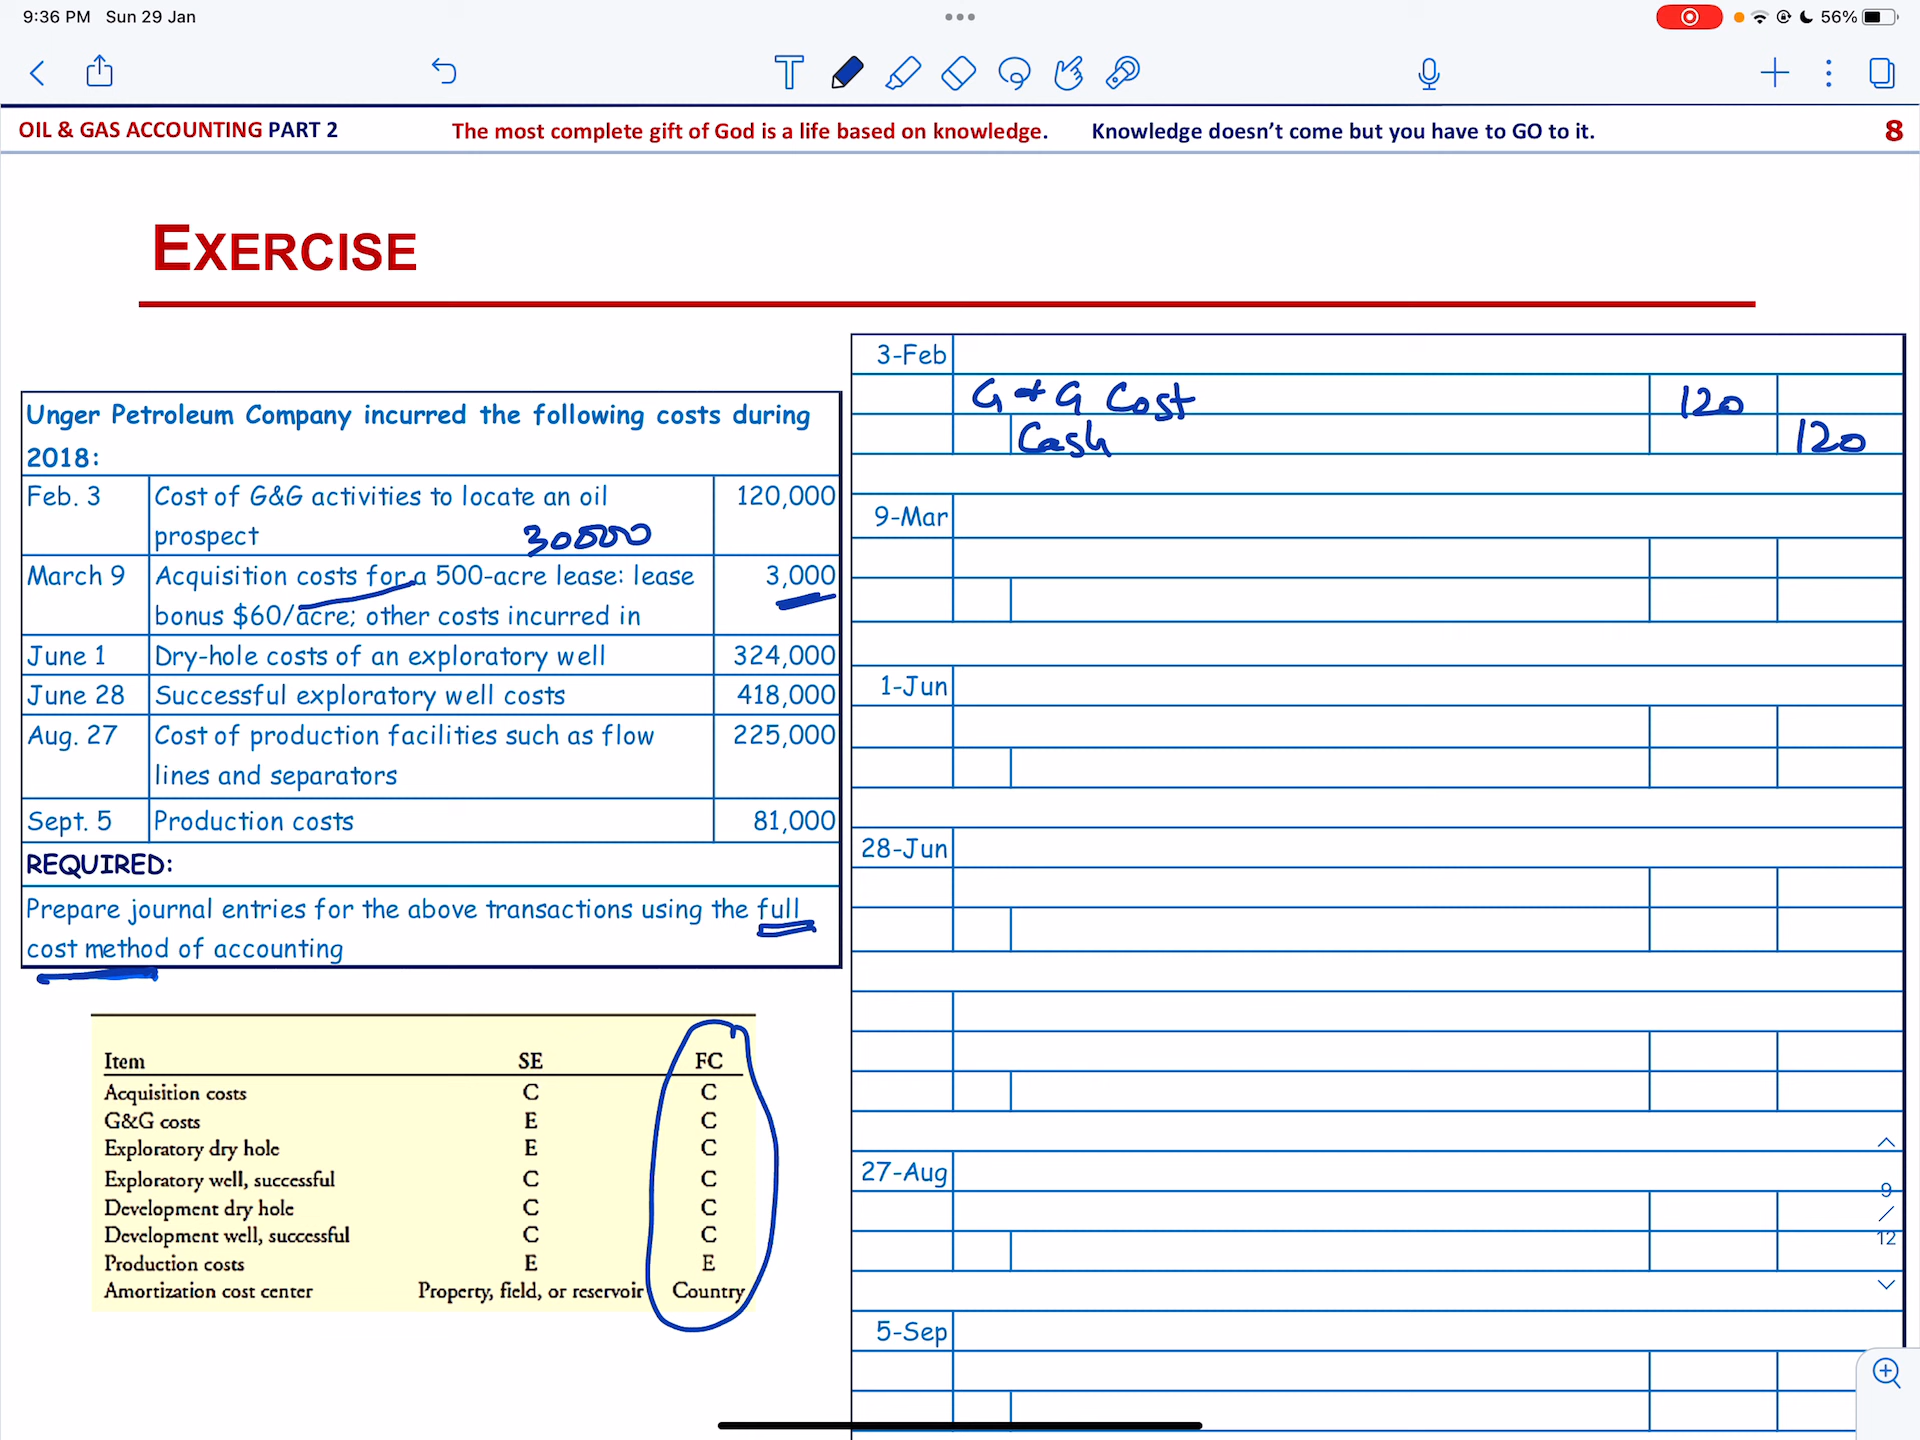 9:36 PM Sun 29 Jan
56%
OIL & GAS ACCOUNTING PART 2 The most complete gift of God is a life based on knowledge. Knowledge doesn't come but you have to GO to it. 8
EXERCISE
Unger Petroleum Company incurred the following costs during
2018:
Feb. 3 Cost of G&G activities to locate an oil 120,000
prospect 30000
March 9 Acquisition costs for a 500-acre lease: lease 3,000
bonus $60/acre; other costs incurred in
June 1 Dry-hole costs of an exploratory well 324,000
June 28 Successful exploratory well costs 418,000
Aug. 27 Cost of production facilities such as flow 225,000
lines and separators
Sept. 5 Production costs 81,000
REQUIRED:
Prepare journal entries for the above transactions using the full
cost method of accounting
Item SE FC
Acquisition costs C C
G&G costs E C
Exploratory dry hole E C
Exploratory well, successful C C
Development dry hole C C
Development well, successful C C
Production costs E E
Amortization cost center Property, field, or reservoir Country
3-Feb
G & G Cost 120
Cash 120
9-Mar
1-Jun
28-Jun
27-Aug
5-Sep
9
/
12